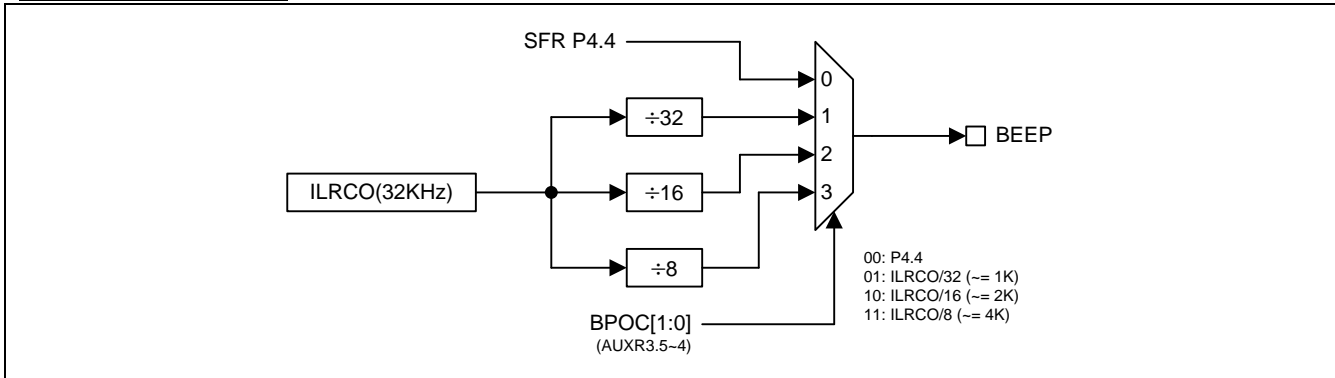 SFR P4.4
0
÷32
1
BEEP
2
ILRCO(32KHz)
÷16
3
÷8
00: P4.4
01: ILRCO/32 (~= 1K)
10: ILRCO/16 (~= 2K)
11: ILRCO/8 (~= 4K)
BPOC[1:0]
(AUXR3.5~4)